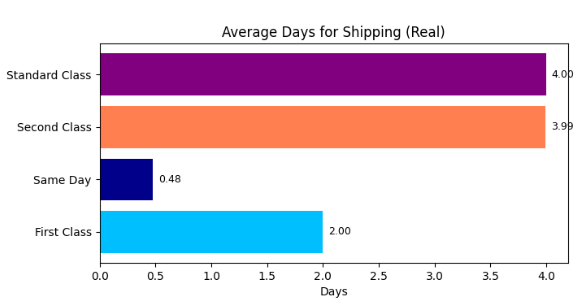 Average Days for Shipping (Real)
Standard Class 4.00
Second Class 3.99
Same Day 0.48
First Class 2.00
0.0 0.5 1.0 1.5 2.0 2.5 3.0 3.5 4.0
Days